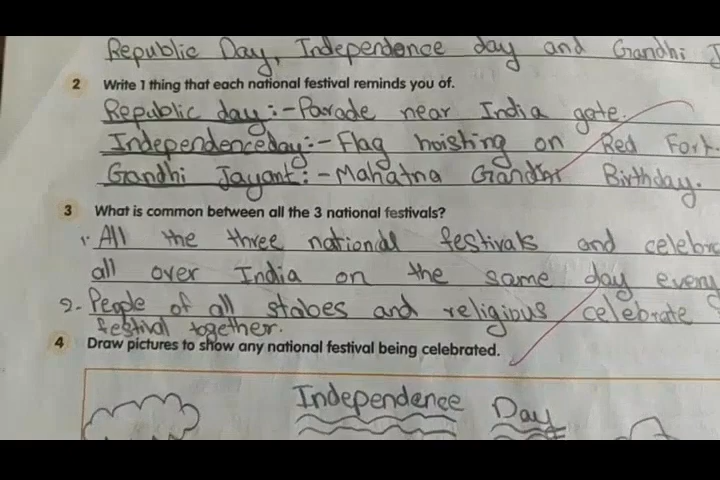 Republic Day, Independence day and Gandhi J
2 Write 1 thing that each national festival reminds you of.
Republic day:- Parade near India gate.
Independenceday:- Flag hoisting on Red Fort.
Gandhi Jayant:- Mahatna Gandhi Birthday.
3 What is common between all the 3 national festivals?
1. All the three national festivals and celebr
all over India on the same day every
2. People of all stabes and religious celebrate
festival together.
4 Draw pictures to show any national festival being celebrated.
Independence Day